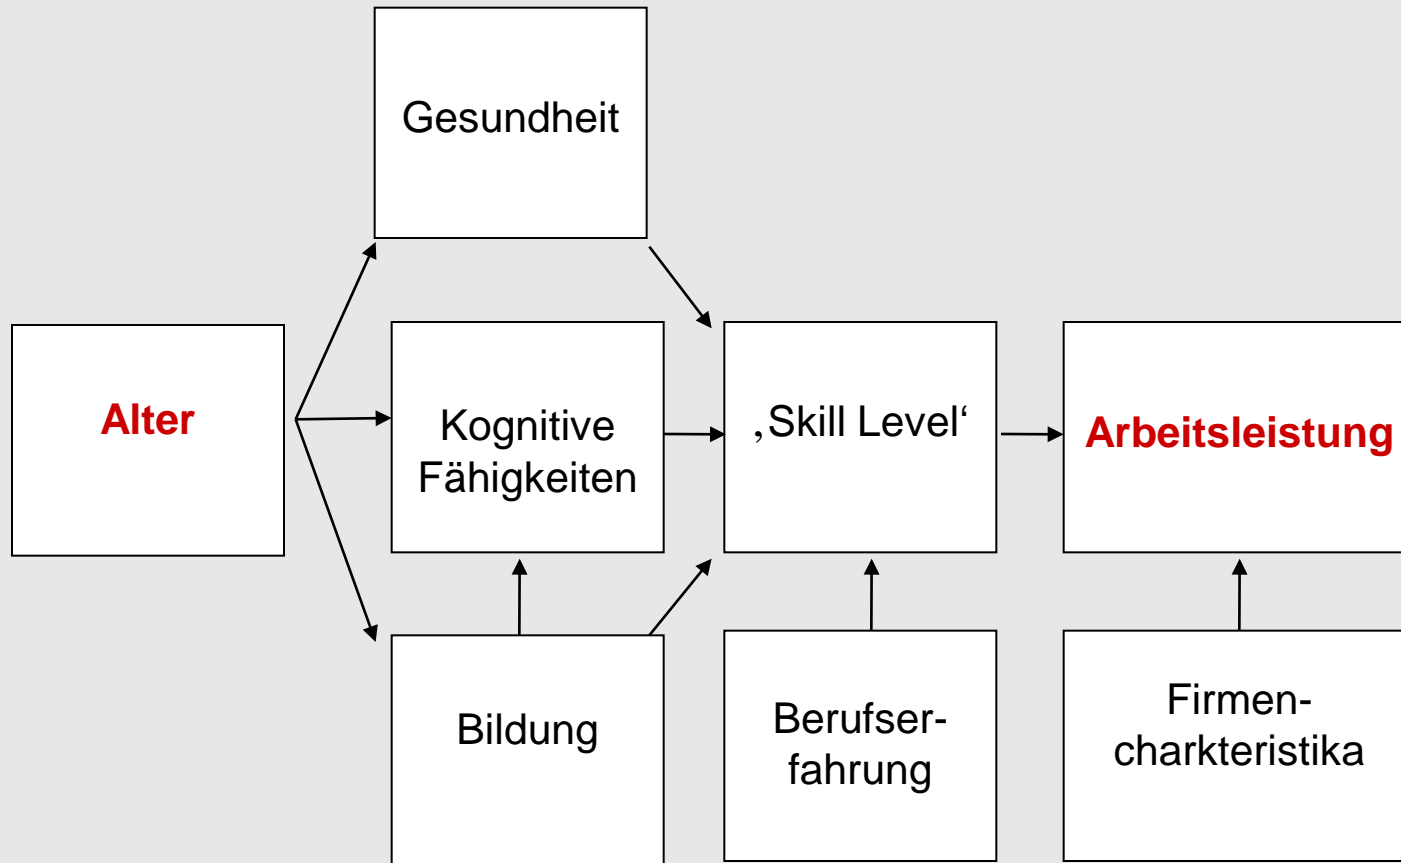 Gesundheit
Alter
Kognitive
Fähigkeiten
‚Skill Level‘
Arbeitsleistung
Bildung
Berufser-
fahrung
Firmen-
charkteristika